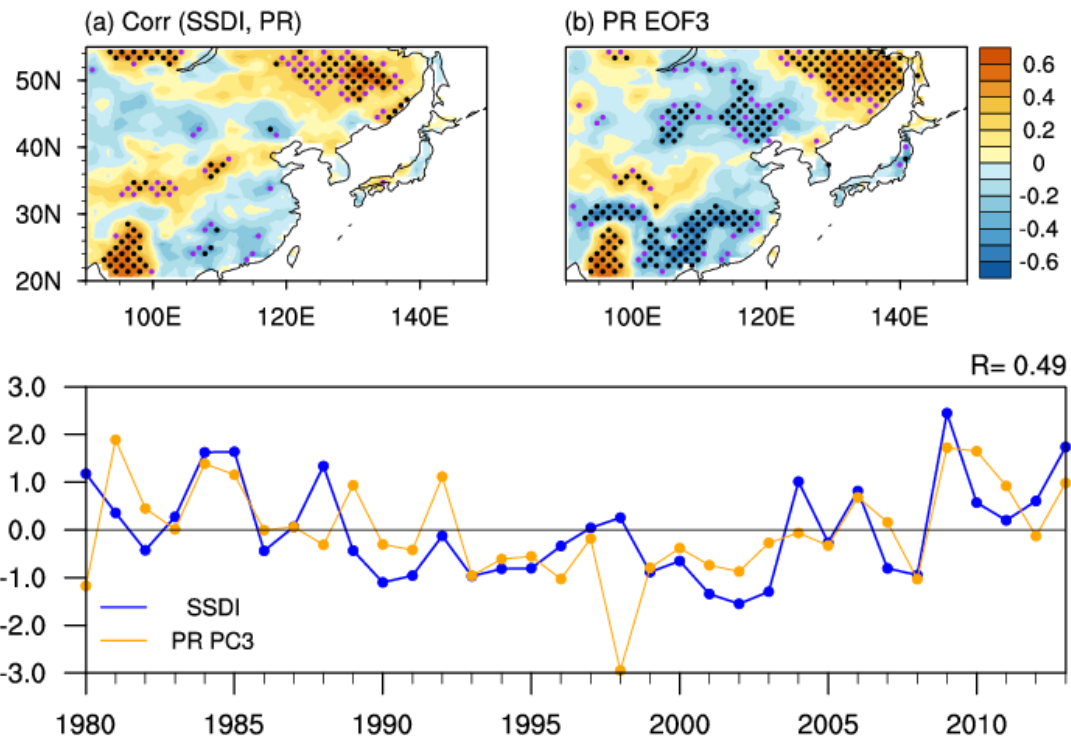 (a) Corr (SSDI, PR)
(b) PR EOF3
50N
40N
30N
20N
100E 120E 140E
100E 120E 140E
0.6
0.4
0.2
0
-0.2
-0.4
-0.6
R= 0.49
3.0
2.0
1.0
0.0
-1.0
-2.0
-3.0
SSDI
PR PC3
1980 1985 1990 1995 2000 2005 2010